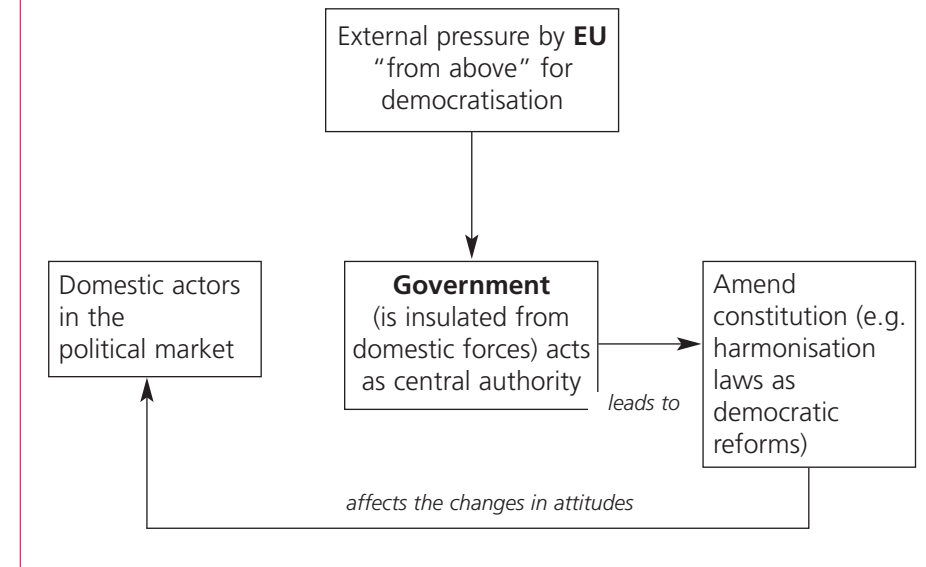 External pressure by EU
“from above” for
democratisation
Domestic actors
in the
political market
Government
(is insulated from
domestic forces) acts
as central authority
leads to
Amend
constitution (e.g.
harmonisation
laws as
democratic
reforms)
affects the changes in attitudes